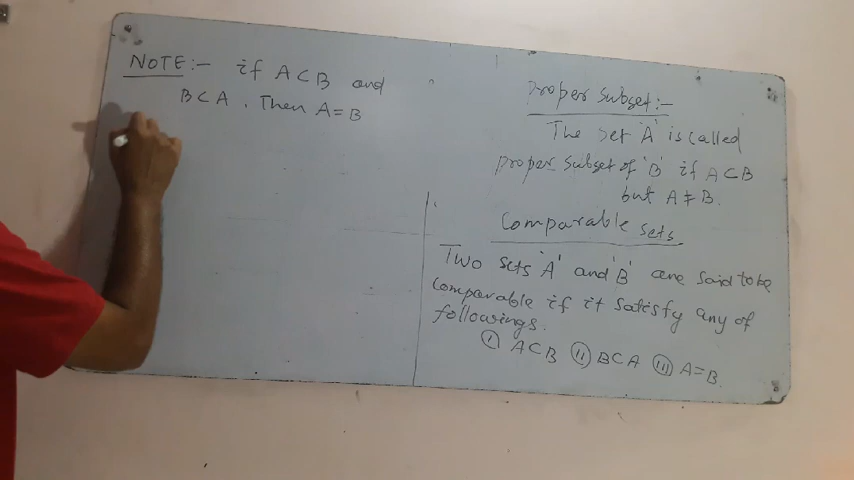 NOTE:- if A⊂B and
B⊂A. Then A=B
Proper Subset:-
The Set 'A' is called
proper subset of 'B' if A⊂B
but A≠B.
Comparable Sets
Two sets 'A' and 'B' are said to be
comparable if it satisfy any of
followings.
(i) A⊂B (ii) B⊂A (iii) A=B.